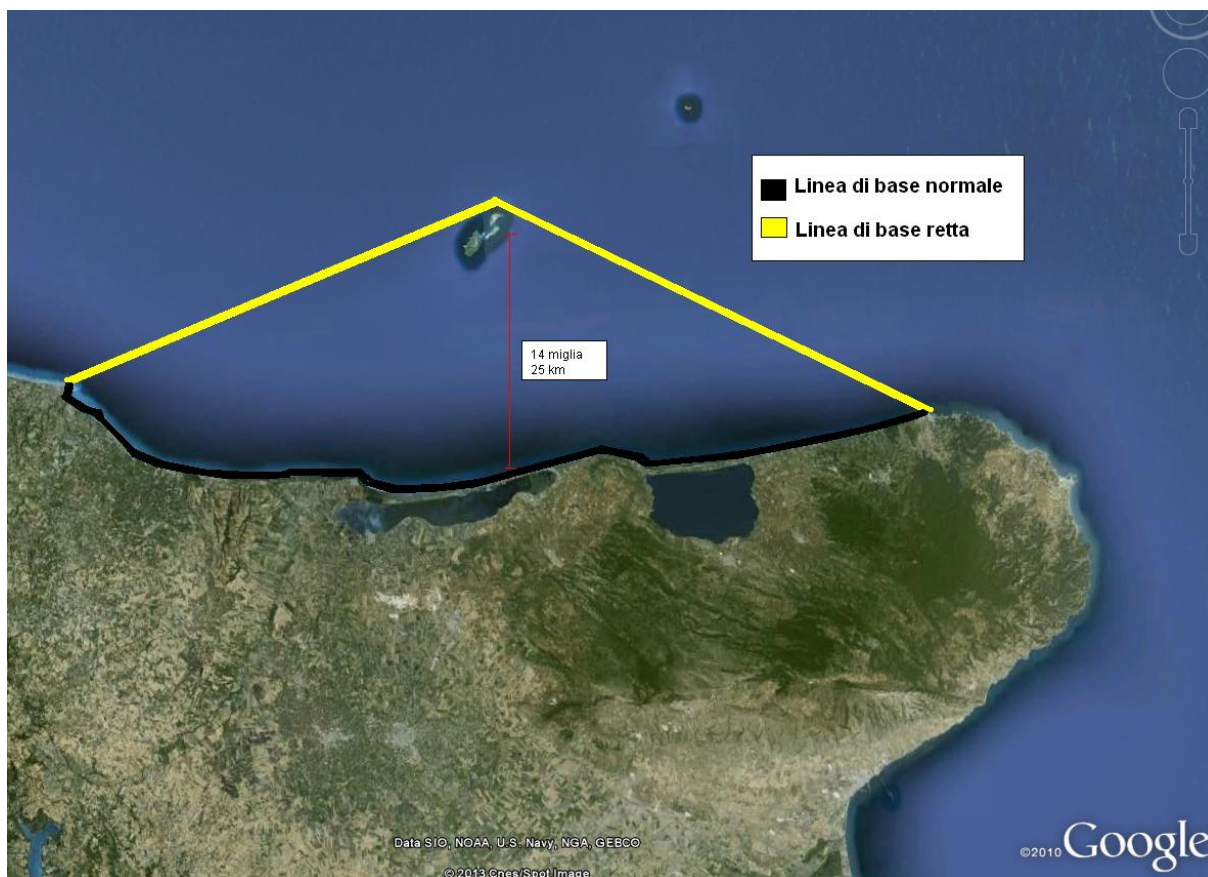 Linea di base normale
Linea di base retta
14 miglia
25 km
Data SIO, NOAA, U.S. Navy, NGA, GEBCO
© 2013 Cnes/Spot Image
©2010 Google